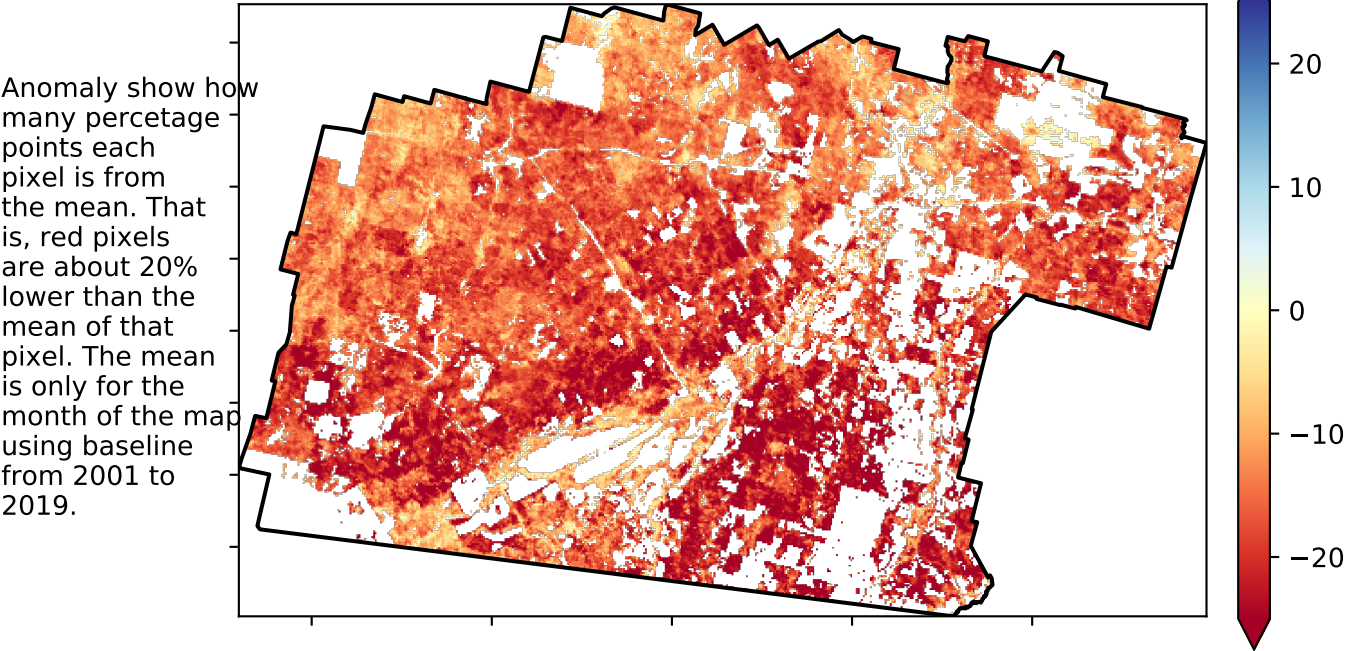 Anomaly show how
many percetage
points each
pixel is from
the mean. That
is, red pixels
are about 20%
lower than the
mean of that
pixel. The mean
is only for the
month of the map
using baseline
from 2001 to
2019.
20
10
0
−10
−20